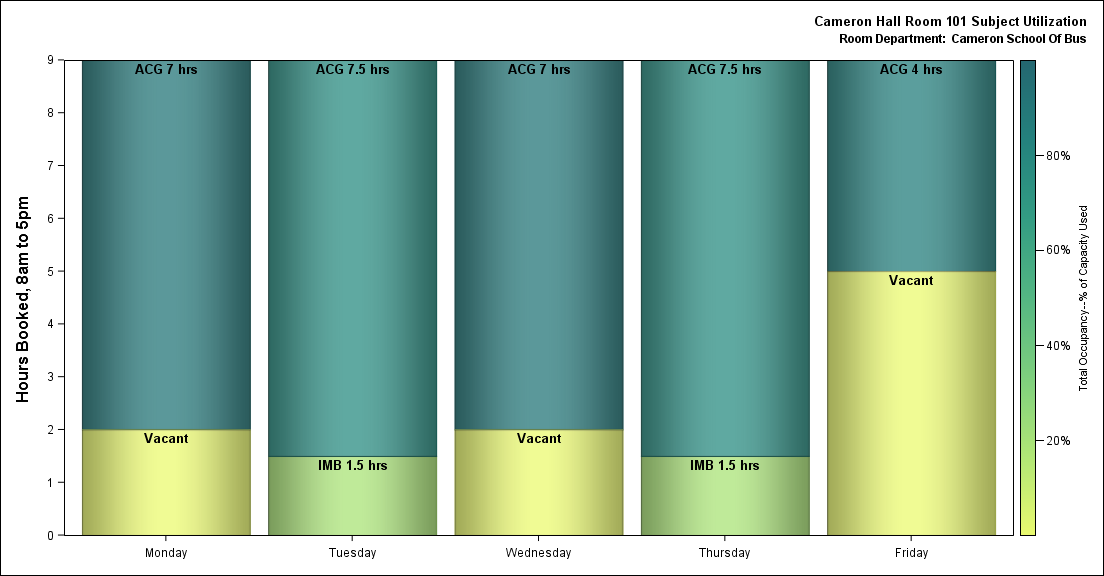 Cameron Hall Room 101 Subject Utilization
Room Department: Cameron School Of Bus
Hours Booked, 8am to 5pm
9
8
7
6
5
4
3
2
1
0
ACG 7 hrs
ACG 7.5 hrs
ACG 7 hrs
ACG 7.5 hrs
ACG 4 hrs
Vacant
Vacant
IMB 1.5 hrs
Vacant
IMB 1.5 hrs
Monday
Tuesday
Wednesday
Thursday
Friday
80%
60%
40%
20%
Total Occupancy--% of Capacity Used